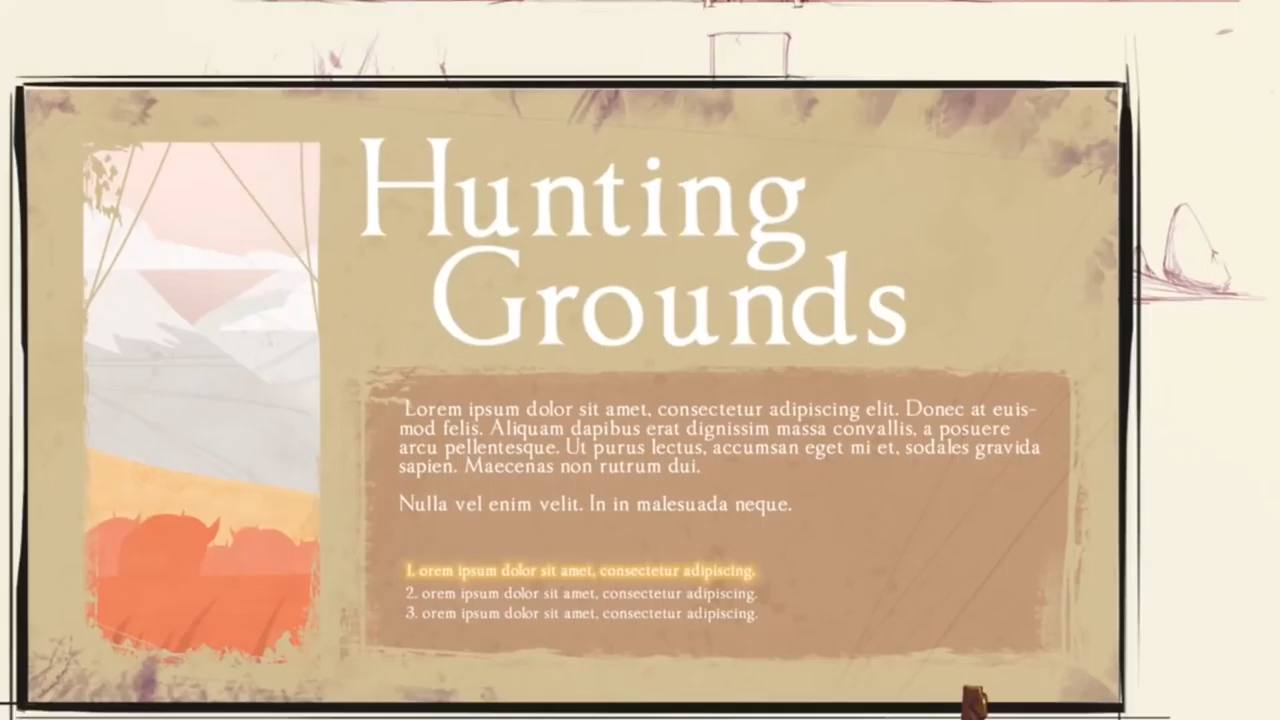 Hunting
Grounds
Lorem ipsum dolor sit amet, consectetur adipiscing elit. Donec at euis-
mod felis. Aliquam dapibus erat dignissim massa convallis, a posuere
arcu pellentesque. Ut purus lectus, accumsan eget mi et, sodales gravida
sapien. Maecenas non rutrum dui.
Nulla vel enim velit. In in malesuada neque.
1. orem ipsum dolor sit amet, consectetur adipiscing.
2. orem ipsum dolor sit amet, consectetur adipiscing.
3. orem ipsum dolor sit amet, consectetur adipiscing.